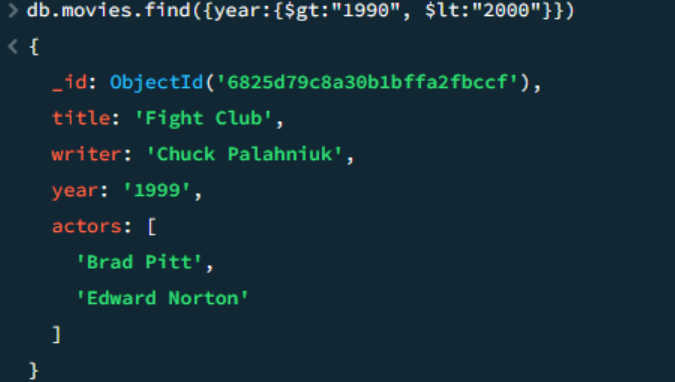 > db.movies.find({year:{$gt:"1990", $lt:"2000"}})
< {
_id: ObjectId('6825d79c8a30b1bffa2fbccf'),
title: 'Fight Club',
writer: 'Chuck Palahniuk',
year: '1999',
actors: [
'Brad Pitt',
'Edward Norton'
]
}